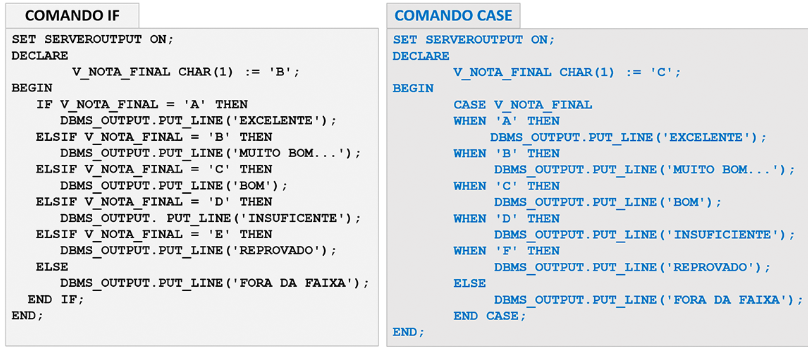 COMANDO IF
SET SERVEROUTPUT ON;
DECLARE
V_NOTA_FINAL CHAR(1) := 'B';
BEGIN
IF V_NOTA_FINAL = 'A' THEN
DBMS_OUTPUT.PUT_LINE('EXCELENTE');
ELSIF V_NOTA_FINAL = 'B' THEN
DBMS_OUTPUT.PUT_LINE('MUITO BOM...');
ELSIF V_NOTA_FINAL = 'C' THEN
DBMS_OUTPUT.PUT_LINE('BOM');
ELSIF V_NOTA_FINAL = 'D' THEN
DBMS_OUTPUT. PUT_LINE('INSUFICENTE');
ELSIF V_NOTA_FINAL = 'E' THEN
DBMS_OUTPUT.PUT_LINE('REPROVADO');
ELSE
DBMS_OUTPUT.PUT_LINE('FORA DA FAIXA');
END IF;
END;
COMANDO CASE
SET SERVEROUTPUT ON;
DECLARE
V_NOTA_FINAL CHAR(1) := 'C';
BEGIN
CASE V_NOTA_FINAL
WHEN 'A' THEN
DBMS_OUTPUT.PUT_LINE('EXCELENTE');
WHEN 'B' THEN
DBMS_OUTPUT.PUT_LINE('MUITO BOM...');
WHEN 'C' THEN
DBMS_OUTPUT.PUT_LINE('BOM');
WHEN 'D' THEN
DBMS_OUTPUT.PUT_LINE('INSUFICIENTE');
WHEN 'F' THEN
DBMS_OUTPUT.PUT_LINE('REPROVADO');
ELSE
DBMS_OUTPUT.PUT_LINE('FORA DA FAIXA');
END CASE;
END;